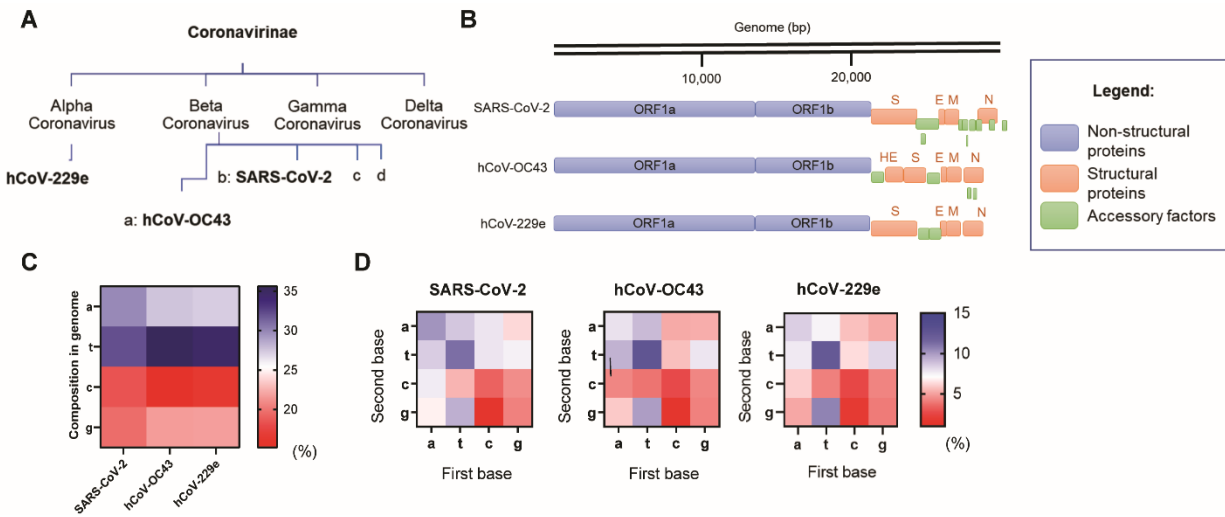 A
Coronavirinae
Alpha
Coronavirus
Beta
Coronavirus
Gamma
Coronavirus
Delta
Coronavirus
hCoV-229e
b: SARS-CoV-2
c
d
a: hCoV-OC43
B
Genome (bp)
10,000
20,000
SARS-CoV-2
ORF1a
ORF1b
S
E M
N
hCoV-OC43
ORF1a
ORF1b
HE
S
E
M
N
hCoV-229e
ORF1a
ORF1b
S
E M
N
Legend:
Non-structural
proteins
Structural
proteins
Accessory factors
C
Composition in genome
a
t
c
g
SARS-CoV-2
hCoV-OC43
hCoV-229e
35
30
25
20
(%)
D
SARS-CoV-2
Second base
a
t
c
g
a t c g
First base
hCoV-OC43
Second base
a
t
c
g
a t c g
First base
hCoV-229e
Second base
a
t
c
g
a t c g
First base
15
10
5
(%)